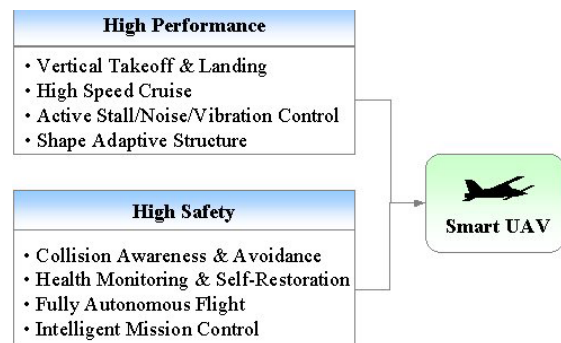 High Performance
• Vertical Takeoff & Landing
• High Speed Cruise
• Active Stall/Noise/Vibration Control
• Shape Adaptive Structure
High Safety
• Collision Awareness & Avoidance
• Health Monitoring & Self-Restoration
• Fully Autonomous Flight
• Intelligent Mission Control
Smart UAV